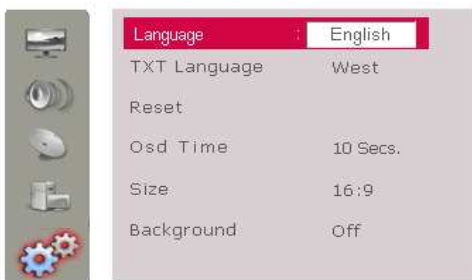 Language : English
TXT Language West
Reset
Osd Time 10 Secs.
Size 16:9
Background Off